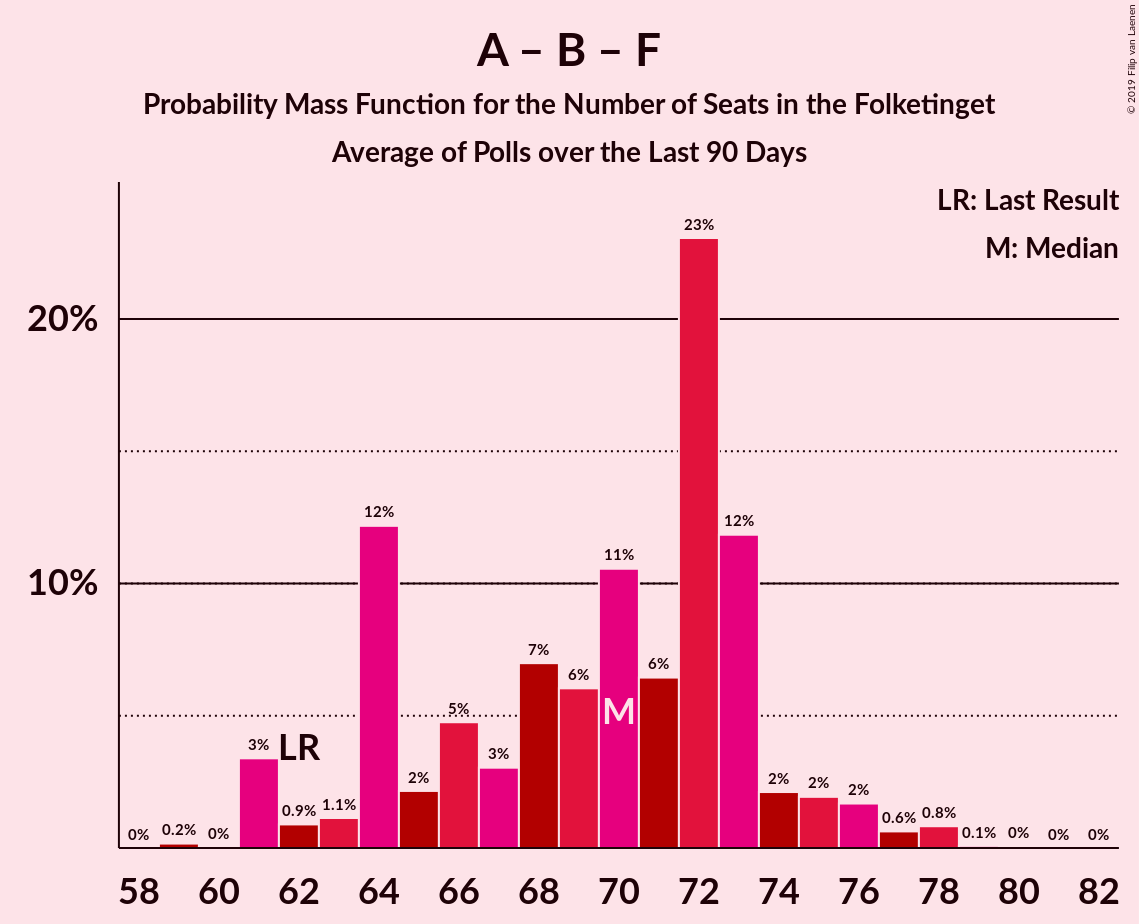 A – B – F
Probability Mass Function for the Number of Seats in the Folketinget
Average of Polls over the Last 90 Days
© 2019 Filip van Laenen
LR: Last Result
M: Median
20%
10%
0% 0.2% 0% 3% 0.9% 1.1% 12% 2% 5% 3% 7% 6% 11% 6% 23% 12% 2% 2% 2% 0.6% 0.8% 0.1% 0% 0% 0%
LR
M
58 60 62 64 66 68 70 72 74 76 78 80 82